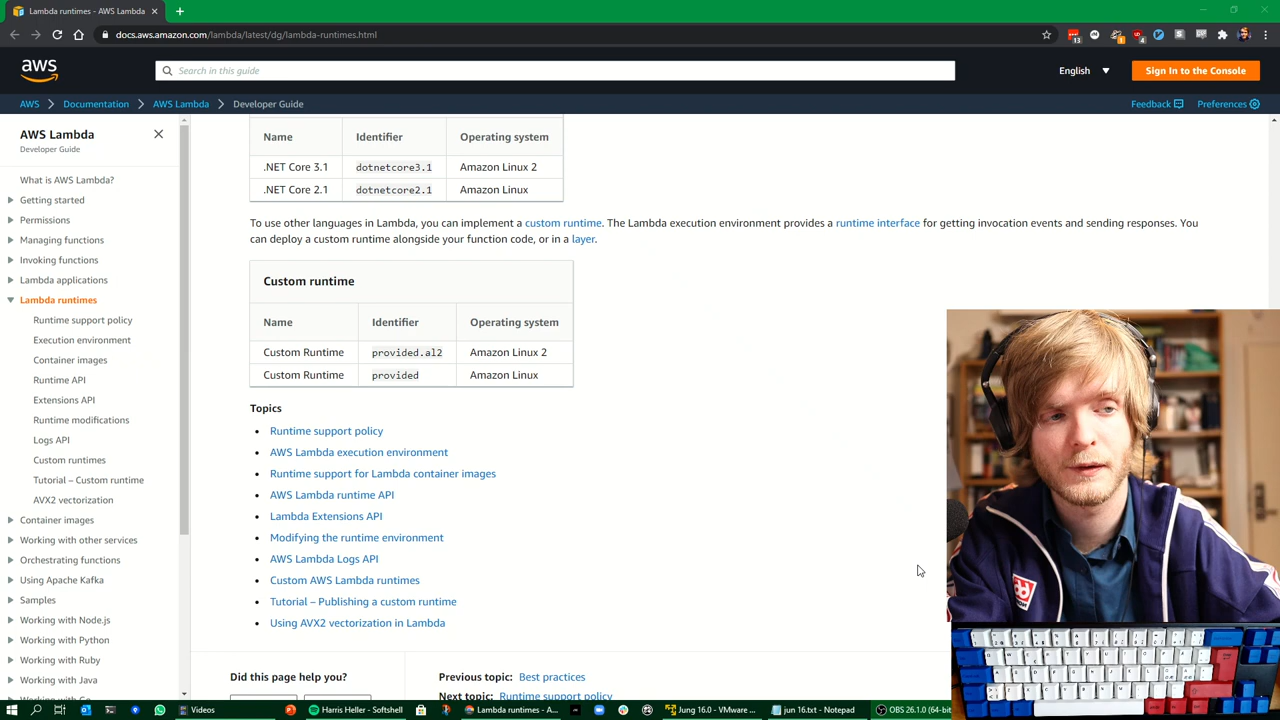 Lambda runtimes - AWS Lambda
docs.aws.amazon.com/lambda/latest/dg/lambda-runtimes.html
aws
Search in this guide
English
Sign In to the Console
AWS
Documentation
AWS Lambda
Developer Guide
Feedback
Preferences
AWS Lambda
Developer Guide
What is AWS Lambda?
Getting started
Permissions
Managing functions
Invoking functions
Lambda applications
Lambda runtimes
Runtime support policy
Execution environment
Container images
Runtime API
Extensions API
Runtime modifications
Logs API
Custom runtimes
Tutorial – Custom runtime
AVX2 vectorization
Container images
Working with other services
Orchestrating functions
Using Apache Kafka
Samples
Working with Node.js
Working with Python
Working with Ruby
Working with Java
Working with Go
Name Identifier Operating system
.NET Core 3.1 dotnetcore3.1 Amazon Linux 2
.NET Core 2.1 dotnetcore2.1 Amazon Linux
To use other languages in Lambda, you can implement a custom runtime. The Lambda execution environment provides a runtime interface for getting invocation events and sending responses. You
can deploy a custom runtime alongside your function code, or in a layer.
Custom runtime
Name Identifier Operating system
Custom Runtime provided.al2 Amazon Linux 2
Custom Runtime provided Amazon Linux
Topics
Runtime support policy
AWS Lambda execution environment
Runtime support for Lambda container images
AWS Lambda runtime API
Lambda Extensions API
Modifying the runtime environment
AWS Lambda Logs API
Custom AWS Lambda runtimes
Tutorial – Publishing a custom runtime
Using AVX2 vectorization in Lambda
Did this page help you?
Previous topic: Best practices
Next topic: Runtime support policy
Videos
Harris Heller - Softshell
Lambda runtimes - A...
Jung 16.0 - VMware ...
jun 16.txt - Notepad
OBS 26.1.0 (64-bit